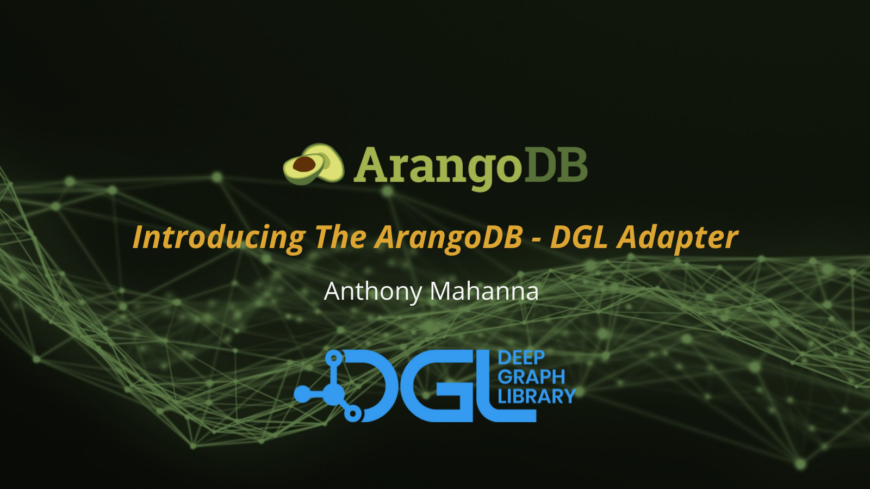 ArangoDB
Introducing The ArangoDB - DGL Adapter
Anthony Mahanna
DGL
DEEP
GRAPH
LIBRARY